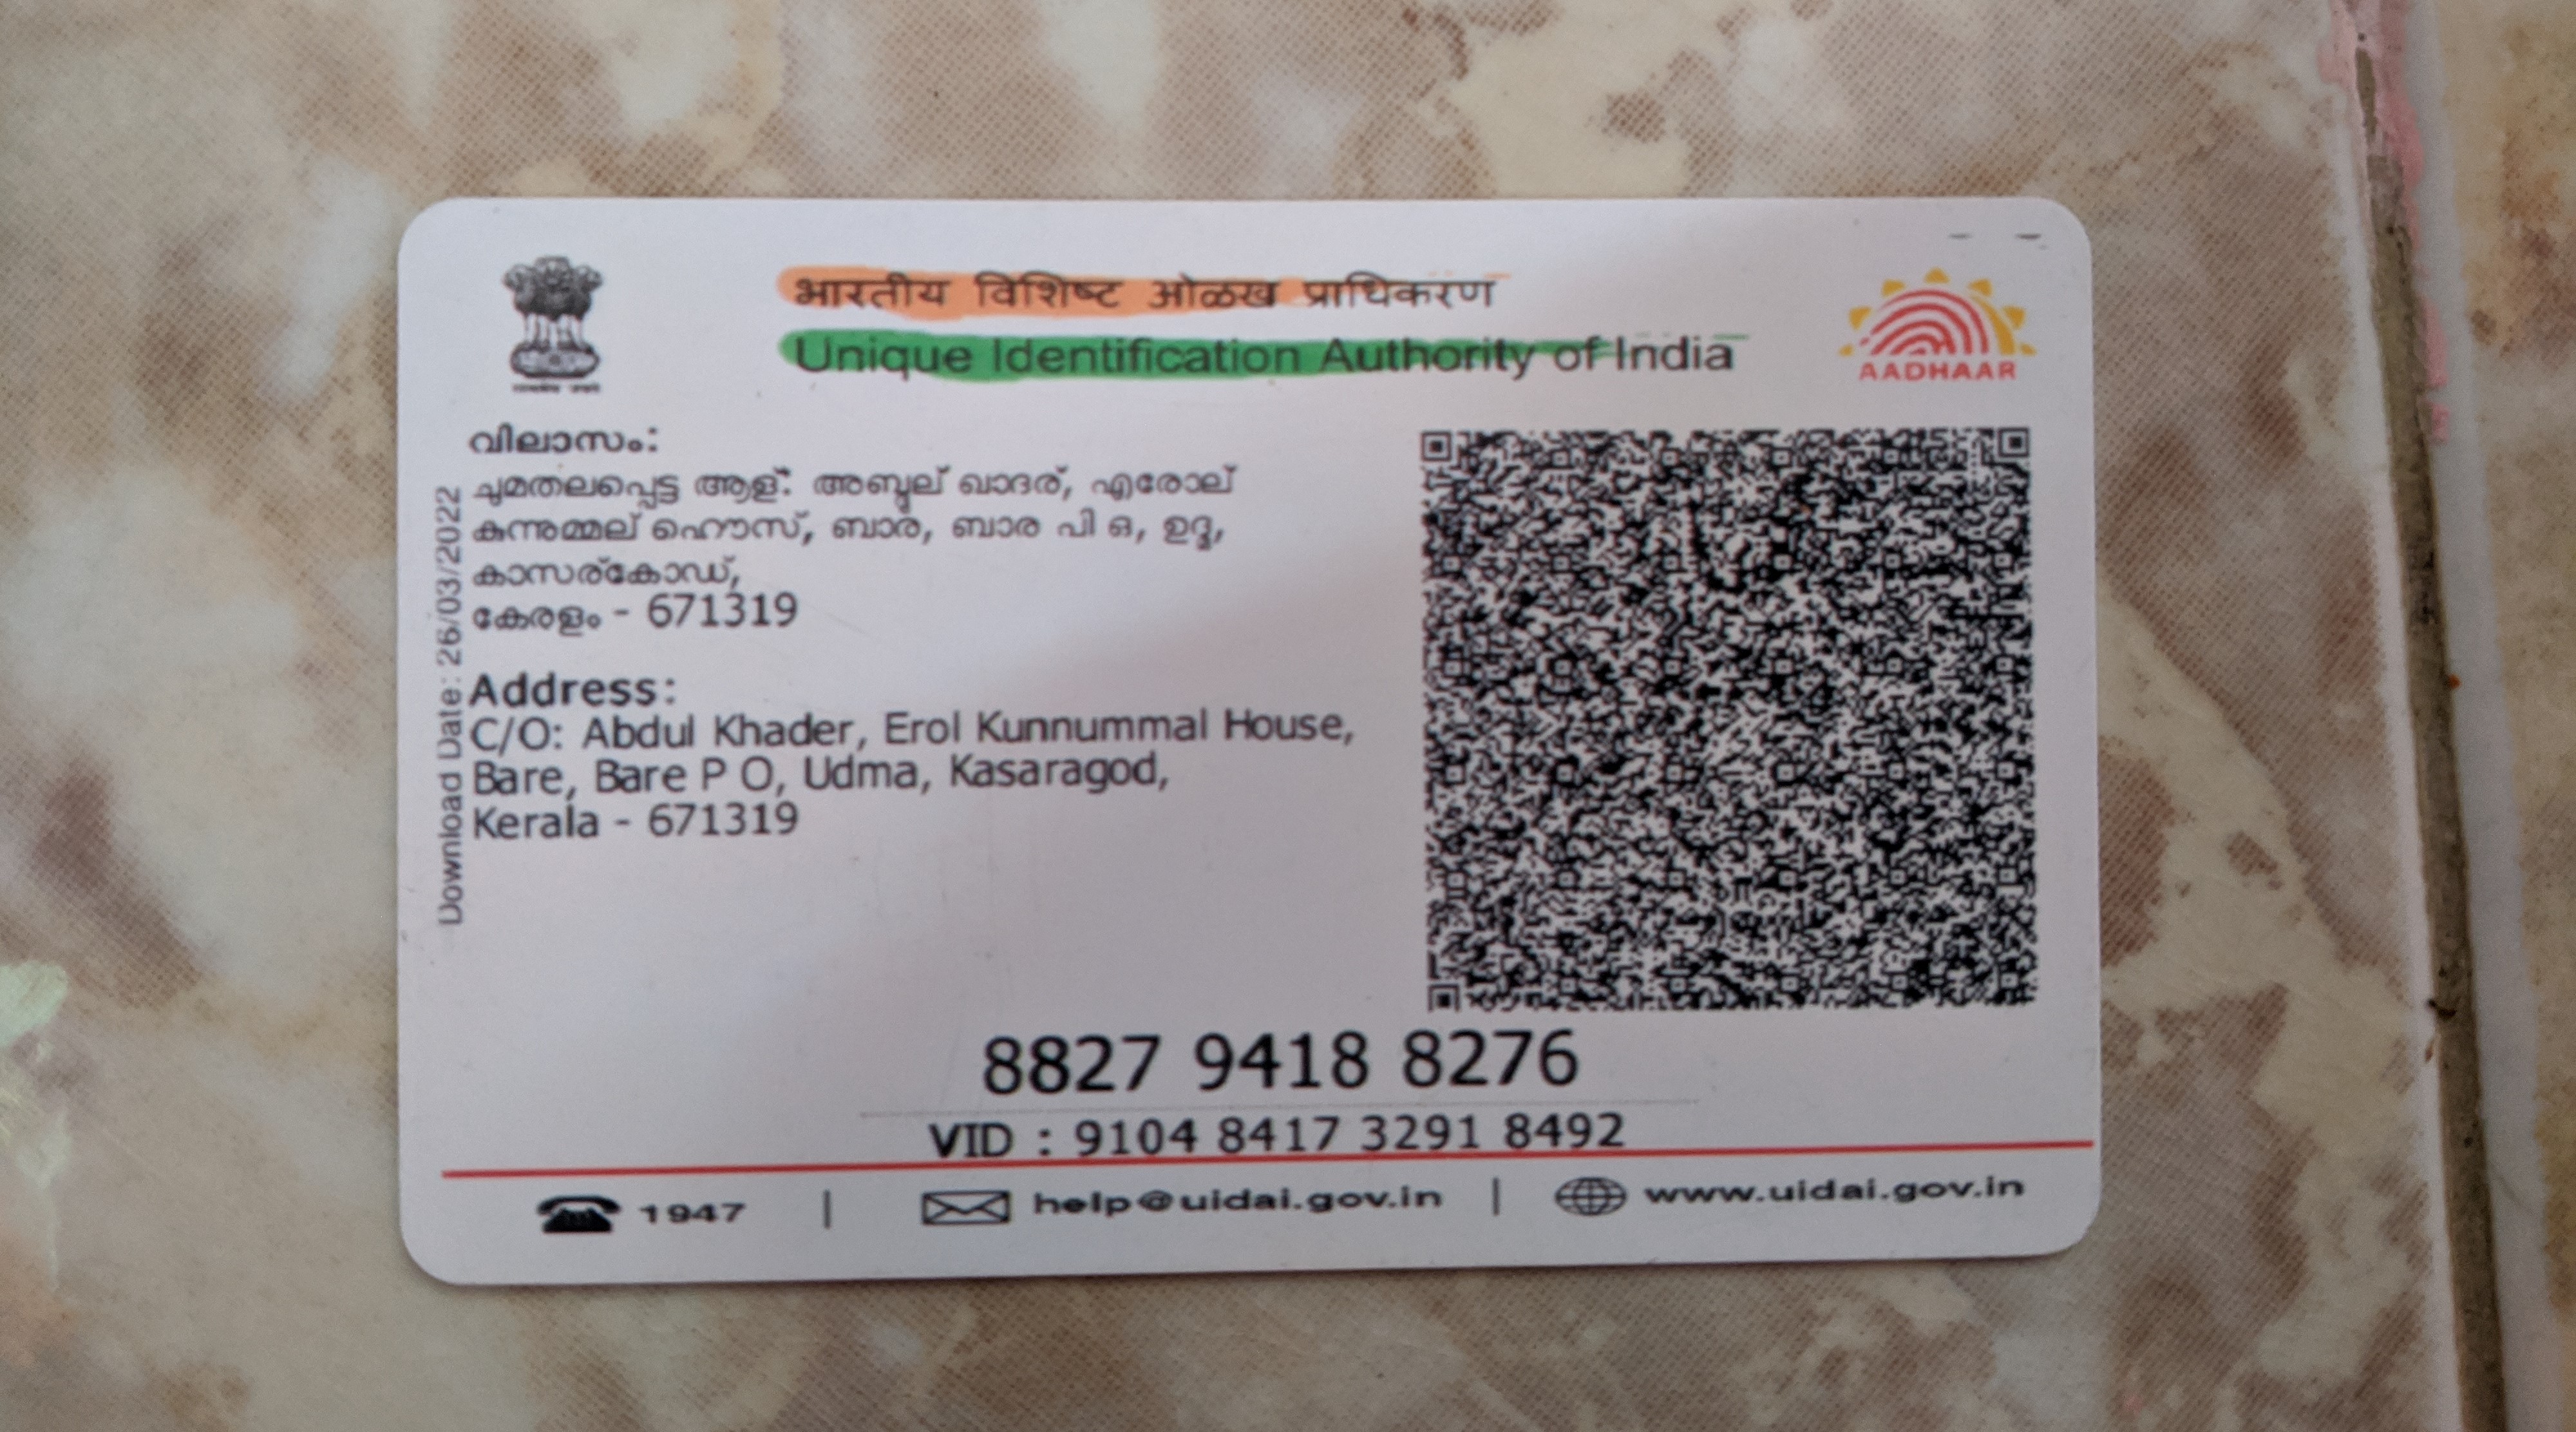 भारतीय विशिष्ट ओळख प्राधिकरण
Unique Identification Authority of India
AADHAAR
വിലാസം:
ചുമതലപ്പെട്ട ആള്: അബ്ദുല് ഖാദര്, എരോല്
കുന്നുമ്മല് ഹൌസ്, ബാര, ബാര പി ഒ, ഉദു,
കാസര്കോഡ്,
കേരളം - 671319
Download Date: 26/03/2022
Address:
C/O: Abdul Khader, Erol Kunnummal House,
Bare, Bare P O, Udma, Kasaragod,
Kerala - 671319
8827 9418 8276
VID : 9104 8417 3291 8492
1947 | help@uidai.gov.in | www.uidai.gov.in